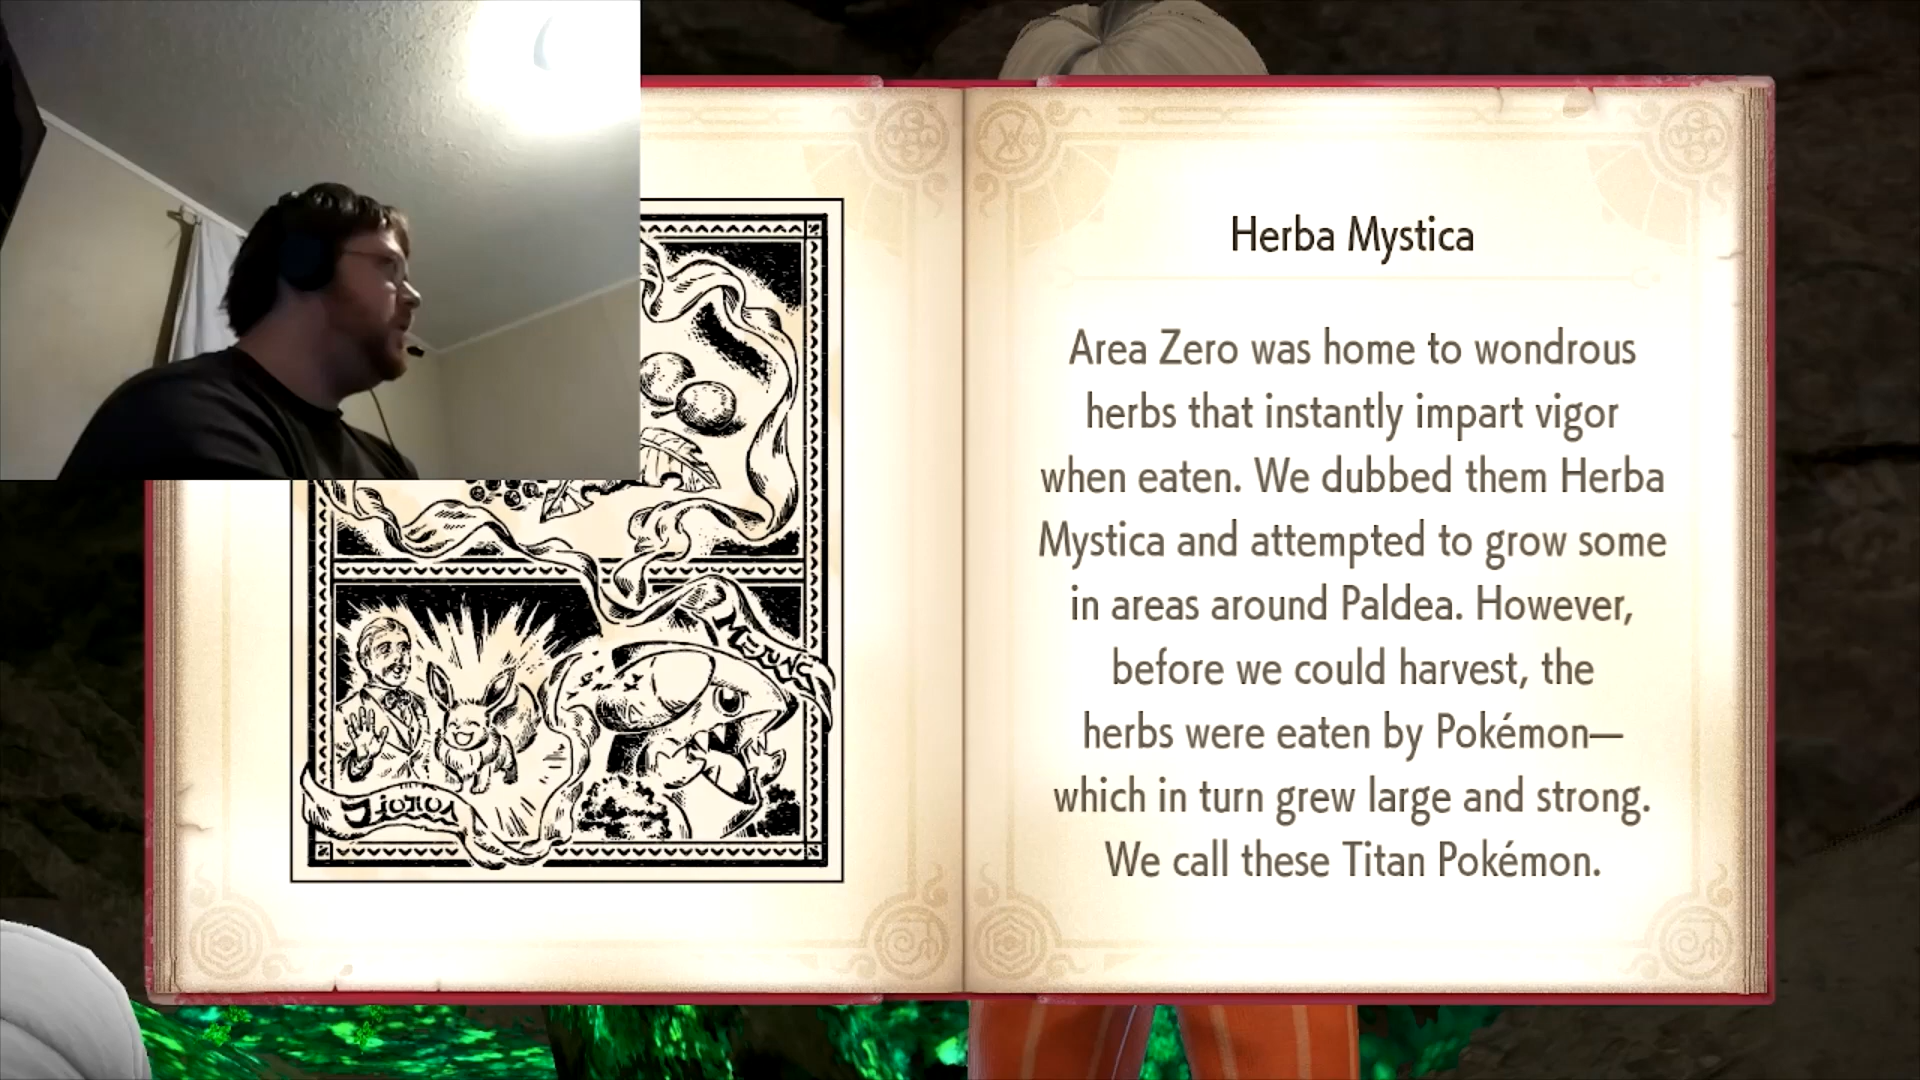 Herba Mystica
Area Zero was home to wondrous
herbs that instantly impart vigor
when eaten. We dubbed them Herba
Mystica and attempted to grow some
in areas around Paldea. However,
before we could harvest, the
herbs were eaten by Pokémon—
which in turn grew large and strong.
We call these Titan Pokémon.